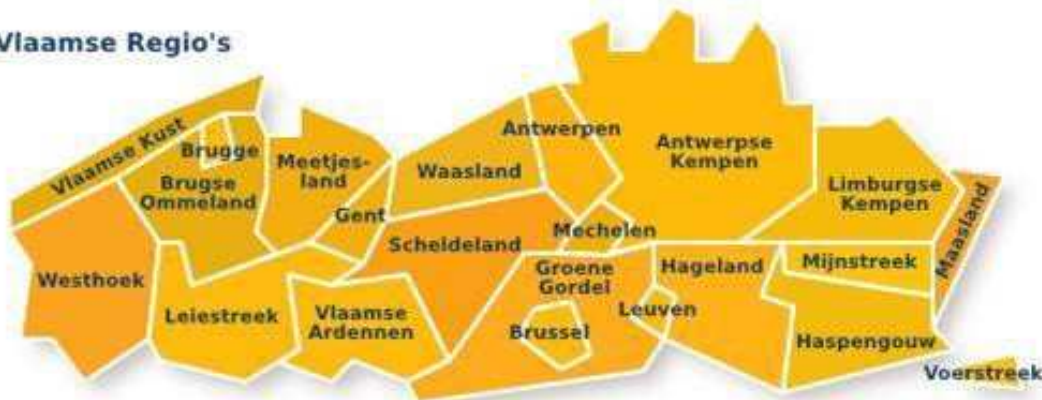 Vlaamse Regio's
Vlaamse Kust
Brugge
Brugse
Ommeland
Meetjes-
land
Gent
Waasland
Antwerpen
Antwerpse
Kempen
Limburgse
Kempen
Maasland
Westhoek
Leiestreek
Vlaamse
Ardennen
Scheldeland
Mechelen
Groene
Gordel
Brussel
Leuven
Hageland
Mijnstreek
Haspengouw
Voerstreek